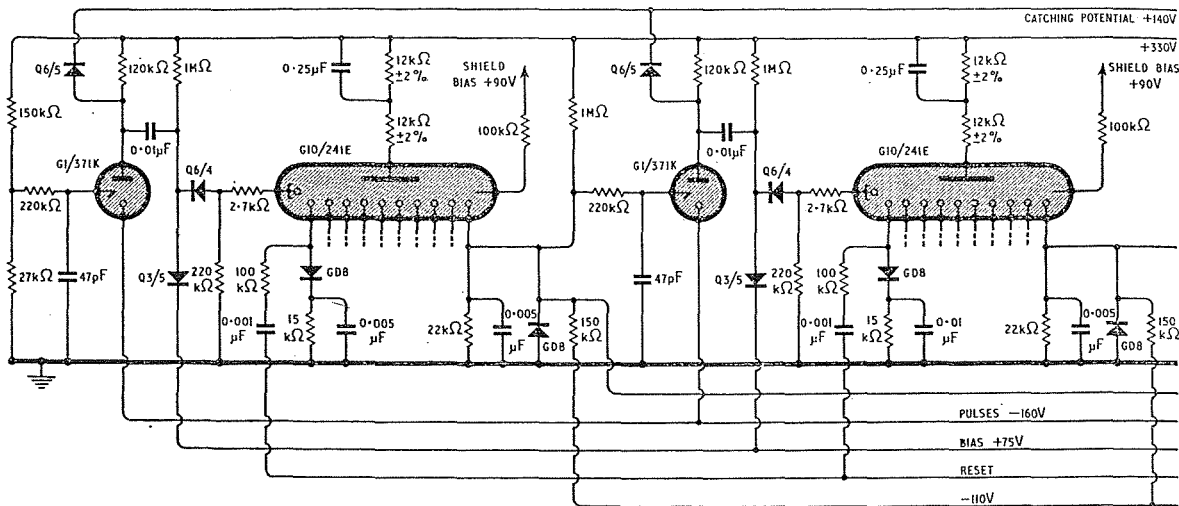 CATCHING POTENTIAL +140V
+330V
Q6/5
120kΩ
1MΩ
0·25µF
12kΩ
±2%
SHIELD
BIAS +90V
150kΩ
12kΩ
±2%
100kΩ
0·01µF
G1/371K
Q6/4
G10/241E
220kΩ
2·7kΩ
27kΩ
47pF
Q3/5
220
kΩ
100
kΩ
GD8
0·001
µF
15
kΩ
0·005
µF
22kΩ
0·005
µF
GD8
150
kΩ
1MΩ
Q6/5
120kΩ
1MΩ
0·25µF
12kΩ
±2%
SHIELD BIAS
+90V
12kΩ
±2%
100kΩ
0·01µF
G1/371K
Q6/4
G10/241E
220kΩ
2·7kΩ
47pF
Q3/5
220
kΩ
100
kΩ
GD8
0·001
µF
15
kΩ
0·01
µF
22kΩ
0·005
µF
GD8
150
kΩ
PULSES −160V
BIAS +75V
RESET
−110V